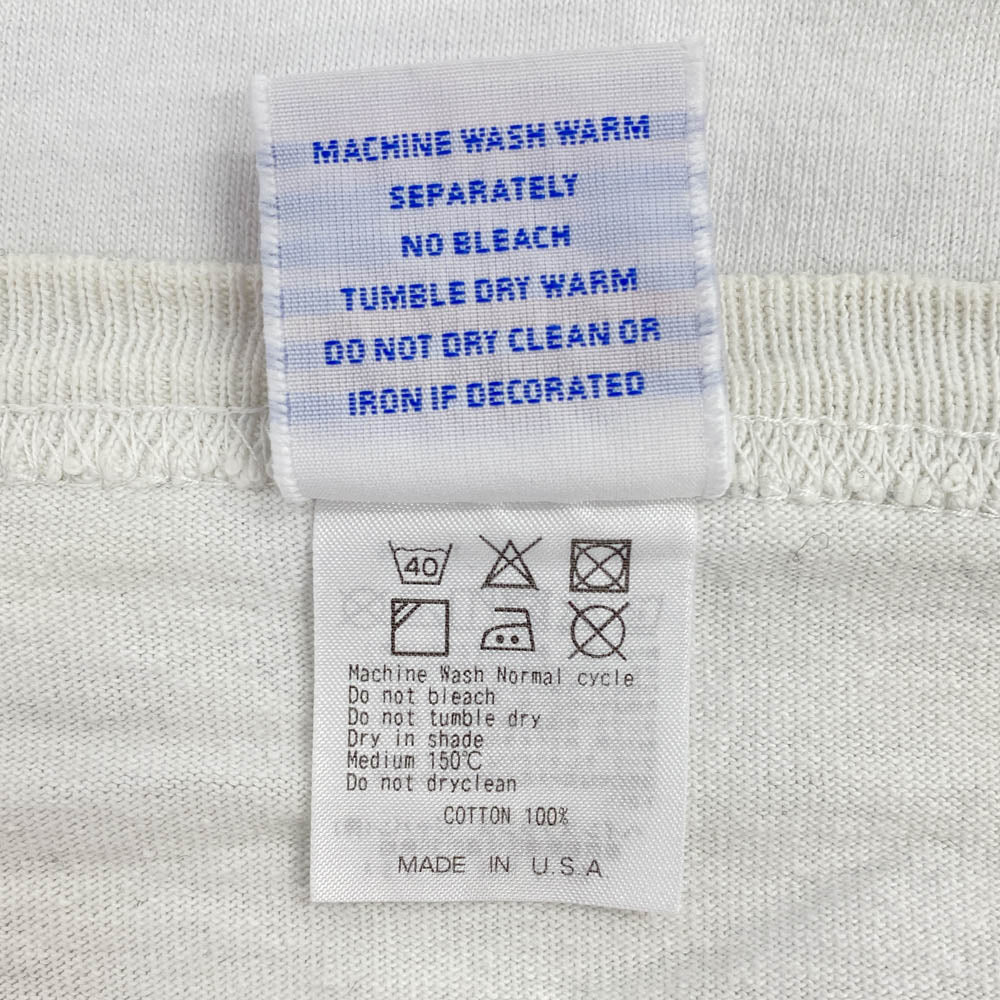 MACHINE WASH WARM
SEPARATELY
NO BLEACH
TUMBLE DRY WARM
DO NOT DRY CLEAN OR
IRON IF DECORATED
40
Machine Wash Normal cycle
Do not bleach
Do not tumble dry
Dry in shade
Medium 150℃
Do not dryclean
COTTON 100%
MADE IN U.S.A